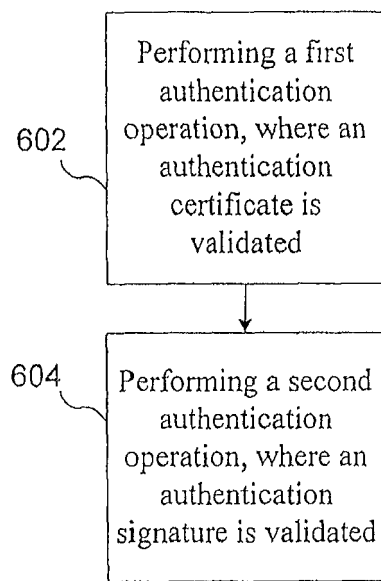 Performing a first
authentication
operation, where an
authentication
certificate is
validated
602
604
Performing a second
authentication
operation, where an
authentication
signature is validated